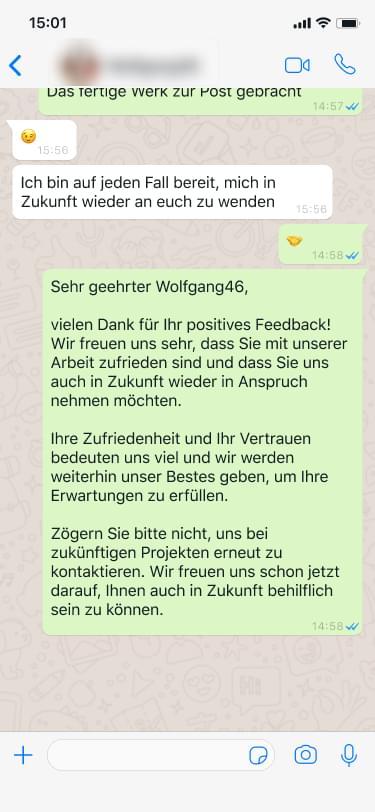 15:01
Das fertige Werk zur Post gebracht
14:57
😉
15:56
Ich bin auf jeden Fall bereit, mich in
Zukunft wieder an euch zu wenden
15:56
🤝
14:58
Sehr geehrter Wolfgang46,
vielen Dank für Ihr positives Feedback!
Wir freuen uns sehr, dass Sie mit unserer
Arbeit zufrieden sind und dass Sie uns
auch in Zukunft wieder in Anspruch
nehmen möchten.
Ihre Zufriedenheit und Ihr Vertrauen
bedeuten uns viel und wir werden
weiterhin unser Bestes geben, um Ihre
Erwartungen zu erfüllen.
Zögern Sie bitte nicht, uns bei
zukünftigen Projekten erneut zu
kontaktieren. Wir freuen uns schon jetzt
darauf, Ihnen auch in Zukunft behilflich
sein zu können.
14:58